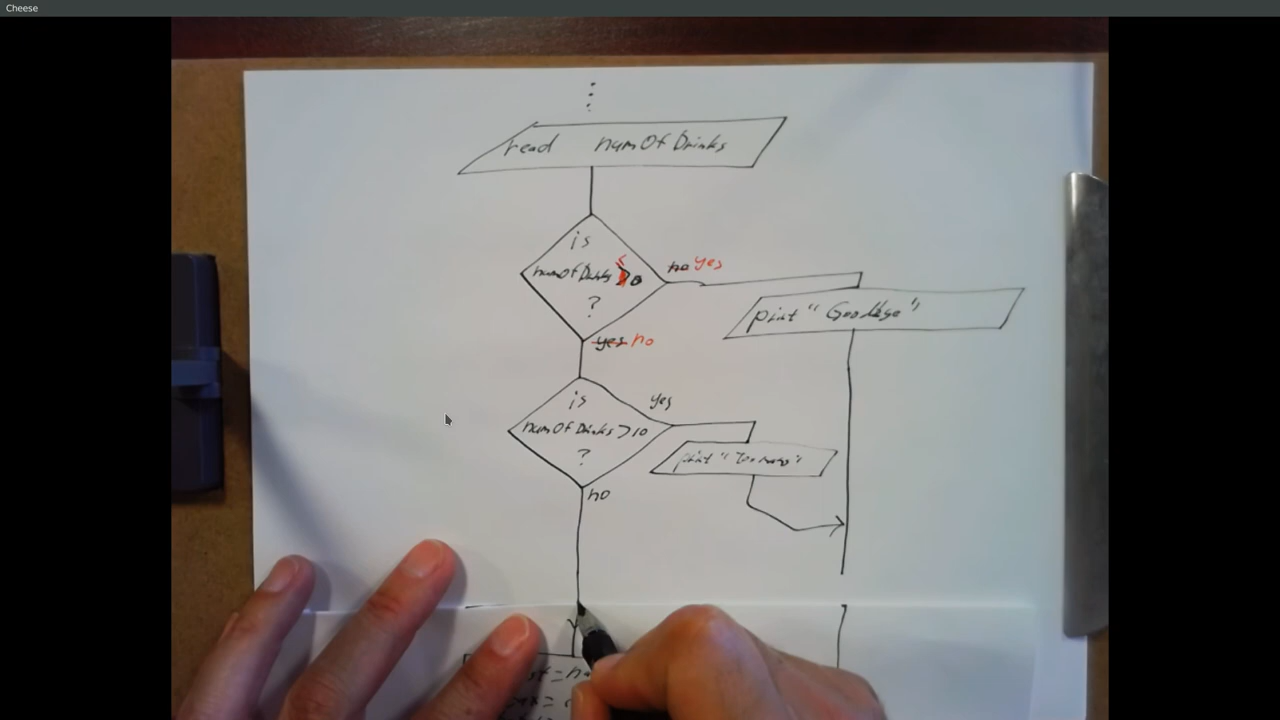 Cheese
read numOfDrinks
is
numOfDrinks
0
?
no yes
print "Goodbye"
yes no
is
yes
numOfDrinks >10
?
print "Too many"
no